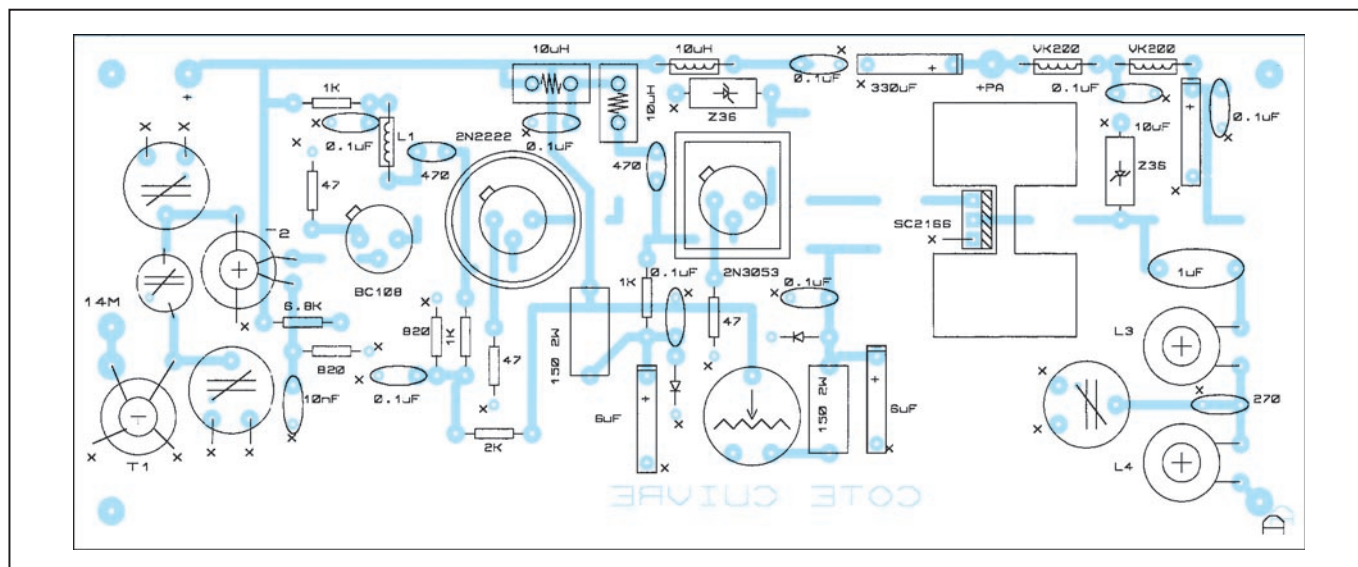 10uH
10uH
VK200
VK200
+
0.1uF
330uF
+
+PA
0.1uF
1K
10uH
Z36
L1
2N2222
0.1uF
0.1uF
0.1uF
470
470
10uF
+
Z36
47
SC2166
T2
BC108
2N3053
0.1uF
0.1uF
1uF
1K
14M
6.8K
820
1K
47
47
L3
150 2W
820
10nF
0.1uF
+
+
150 2W
6uF
6uF
270
T1
2K
L4
COTE CUIVRE
A